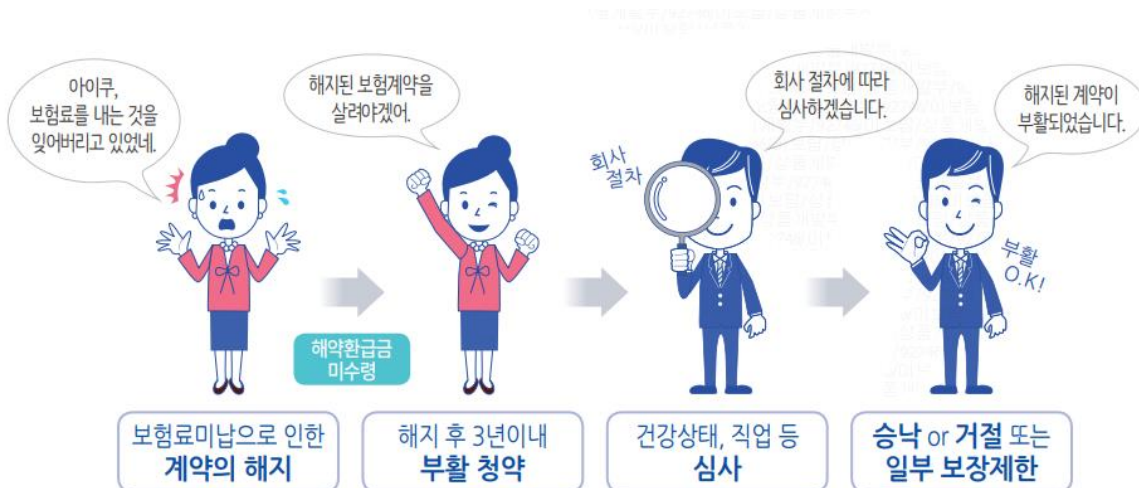 아이쿠,
보험료를 내는 것을
잊어버리고 있었네.
해지된 보험계약을
살려야겠어.
회사 절차에 따라
심사하겠습니다.
해지된 계약이
부활되었습니다.
회사
절차
부활
O.K!
해약환급금
미수령
보험료미납으로 인한
계약의 해지
해지 후 3년이내
부활 청약
건강상태, 직업 등
심사
승낙 or 거절 또는
일부 보장제한